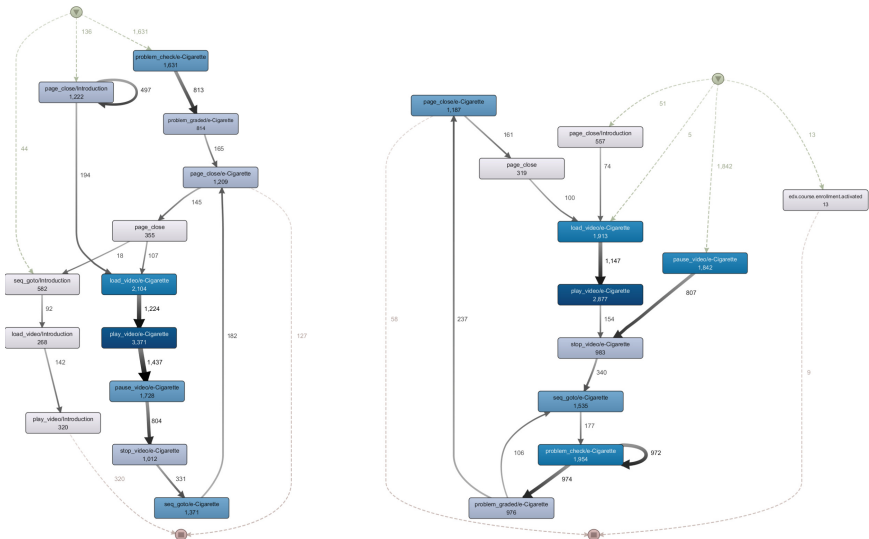 136
1,631
problem_check/e-Cigarette
1,631
page_close/Introduction
1,222
497
813
problem_graded/e-Cigarette
814
44
165
194
page_close/e-Cigarette
1,209
145
page_close
355
18
107
seq_goto/Introduction
582
load_video/e-Cigarette
2,104
92
1,224
load_video/Introduction
268
play_video/e-Cigarette
3,371
182
127
142
1,437
pause_video/e-Cigarette
1,728
play_video/Introduction
320
804
stop_video/e-Cigarette
1,012
320
331
seq_goto/e-Cigarette
1,371
page_close/e-Cigarette
1,187
51
161
page_close/Introduction
557
5
13
page_close
319
74
1,842
100
edx.course.enrollment.activated
13
load_video/e-Cigarette
1,913
1,147
pause_video/e-Cigarette
1,842
play_video/e-Cigarette
2,677
807
56
237
154
stop_video/e-Cigarette
983
340
9
seq_goto/e-Cigarette
1,535
177
106
problem_check/e-Cigarette
1,954
972
974
problem_graded/e-Cigarette
976